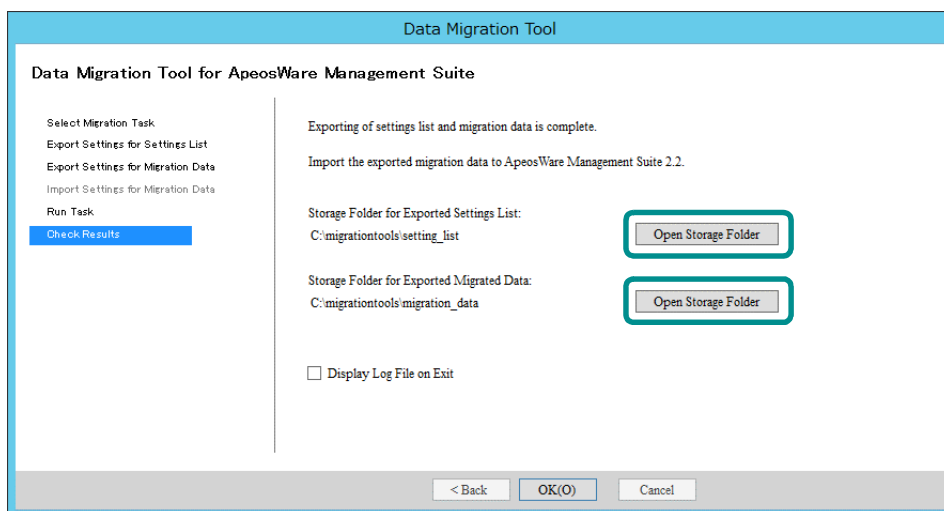 Data Migration Tool
Data Migration Tool for ApeosWare Management Suite
Select Migration Task
Export Settings for Settings List
Export Settings for Migration Data
Import Settings for Migration Data
Run Task
Check Results
Exporting of settings list and migration data is complete.
Import the exported migration data to ApeosWare Management Suite 2.2.
Storage Folder for Exported Settings List:
C:\migrationtools\setting_list
Open Storage Folder
Storage Folder for Exported Migrated Data:
C:\migrationtools\migration_data
Open Storage Folder
Display Log File on Exit
< Back
OK(O)
Cancel